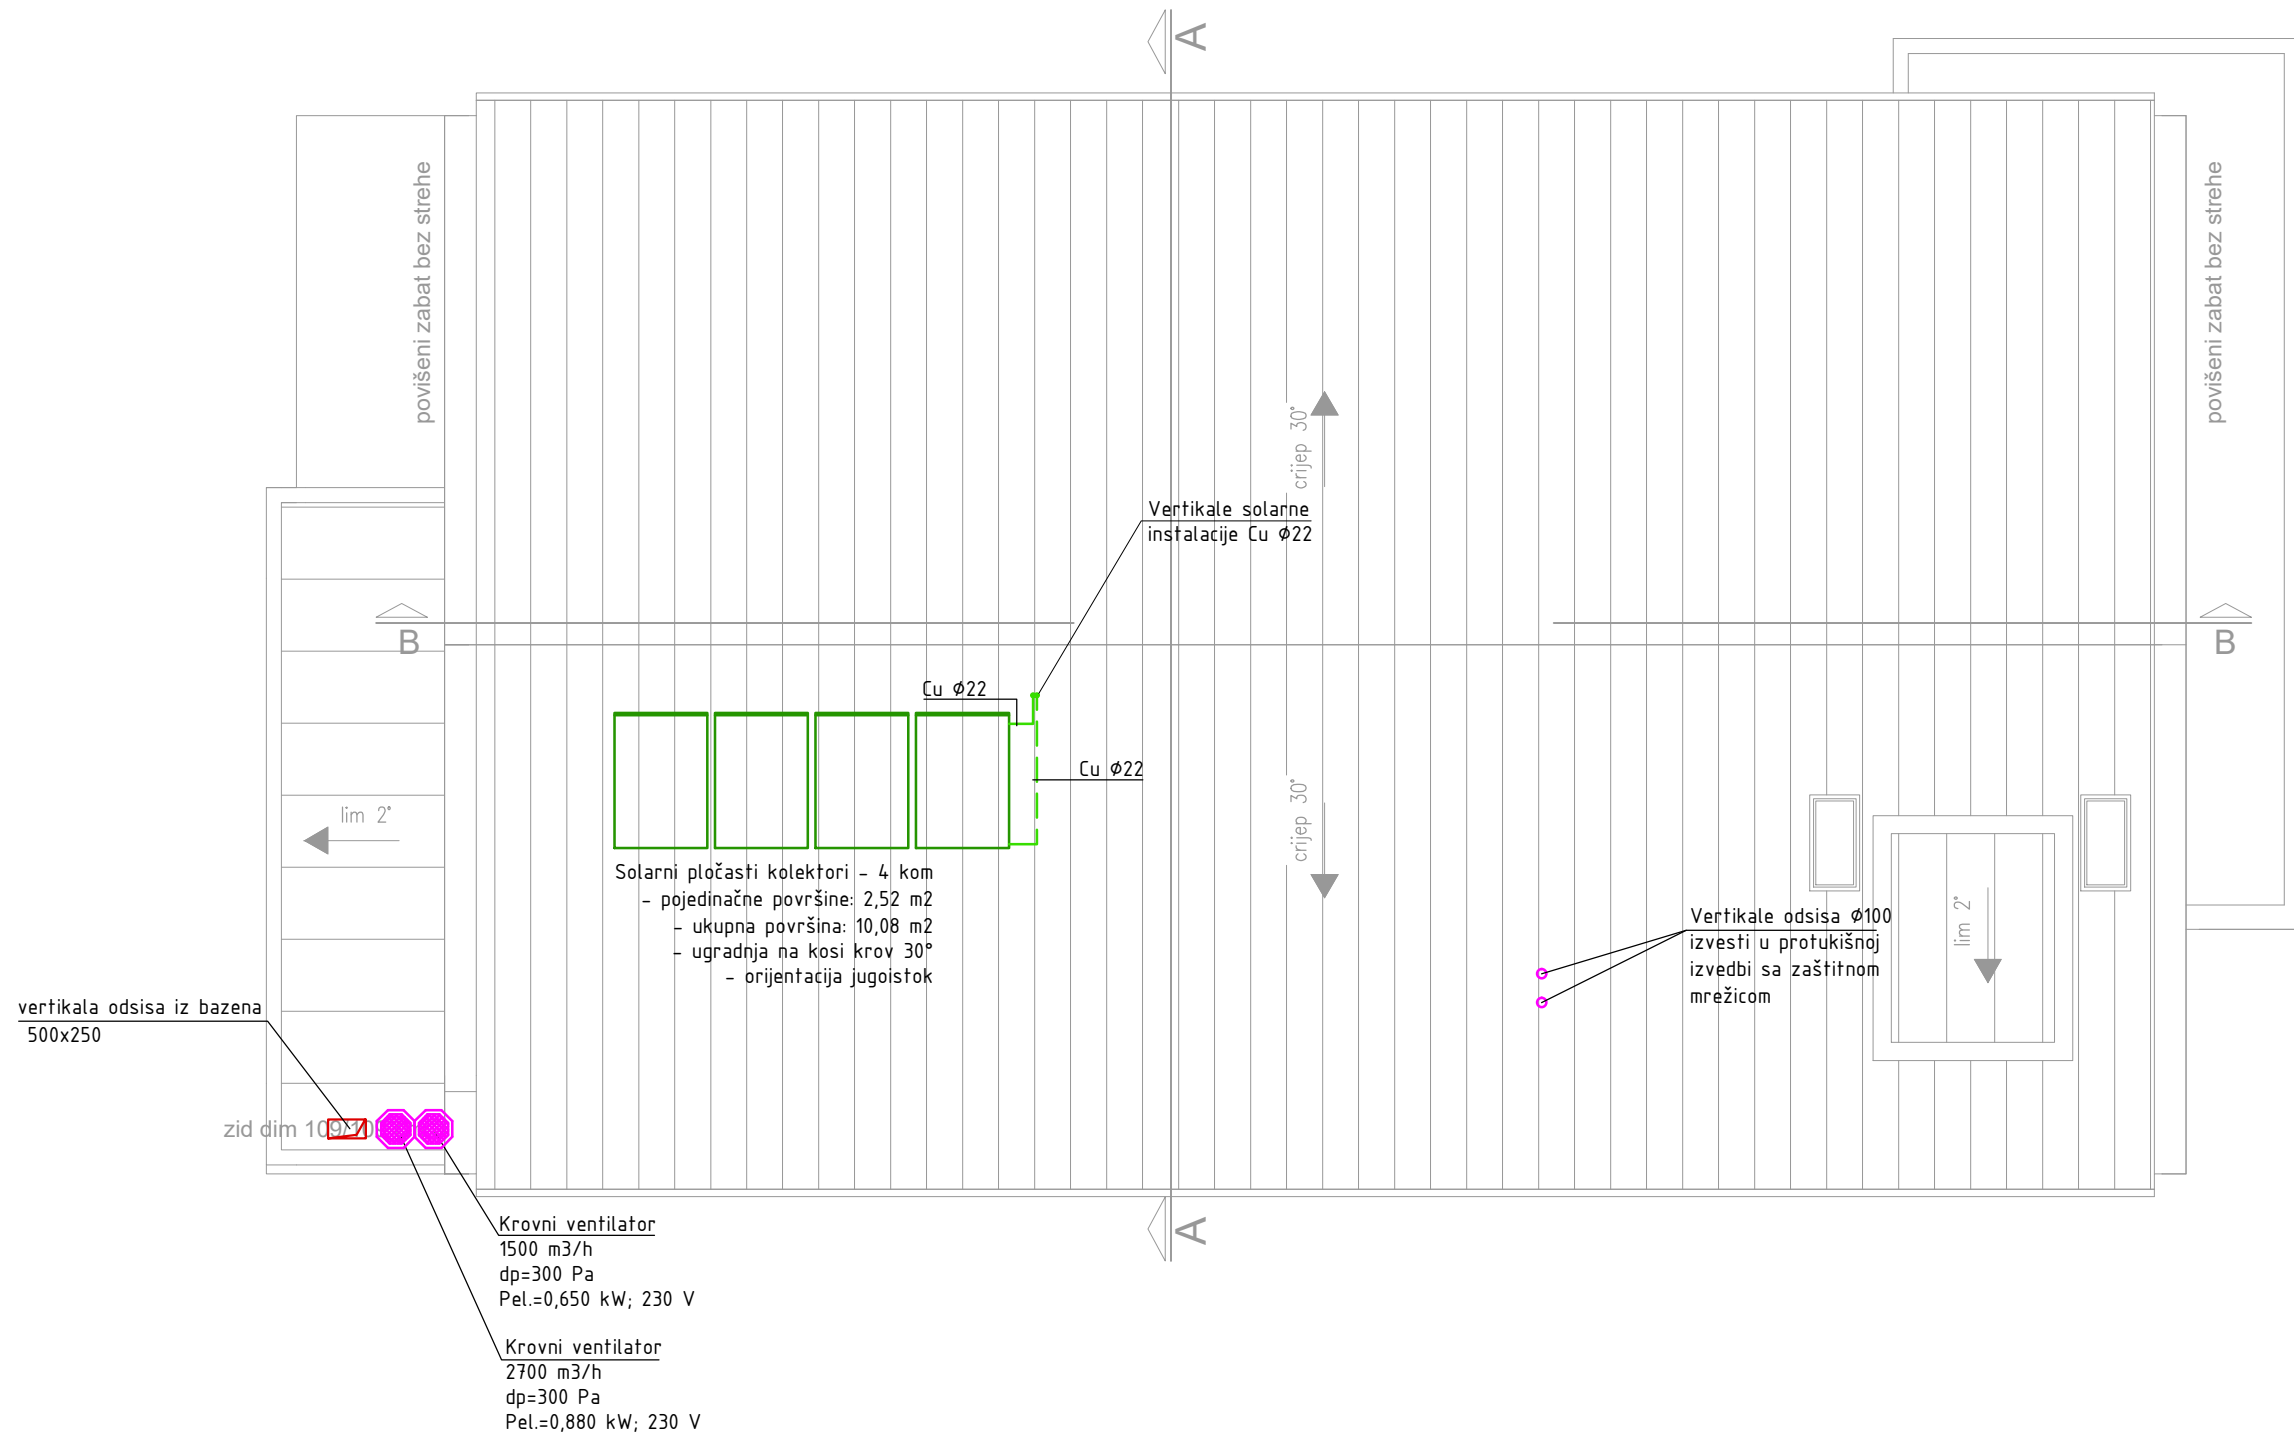 A
povišeni zabat bez strehe
povišeni zabat bez strehe
crijep 30°
Vertikale solarne
instalacije Cu Ø22
B
B
Cu Ø22
Cu Ø22
lim 2°
crijep 30°
Solarni pločasti kolektori - 4 kom
- pojedinačne površine: 2,52 m2
- ukupna površina: 10,08 m2
- ugradnja na kosi krov 30°
- orijentacija jugoistok
Vertikale odsisa Ø100
izvesti u protukišnoj
izvedbi sa zaštitnom
mrežicom
lim 2°
vertikala odsisa iz bazena
500x250
zid dim 109/10
Krovni ventilator
1500 m3/h
dp=300 Pa
Pel.=0,650 kW; 230 V
A
Krovni ventilator
2700 m3/h
dp=300 Pa
Pel.=0,880 kW; 230 V